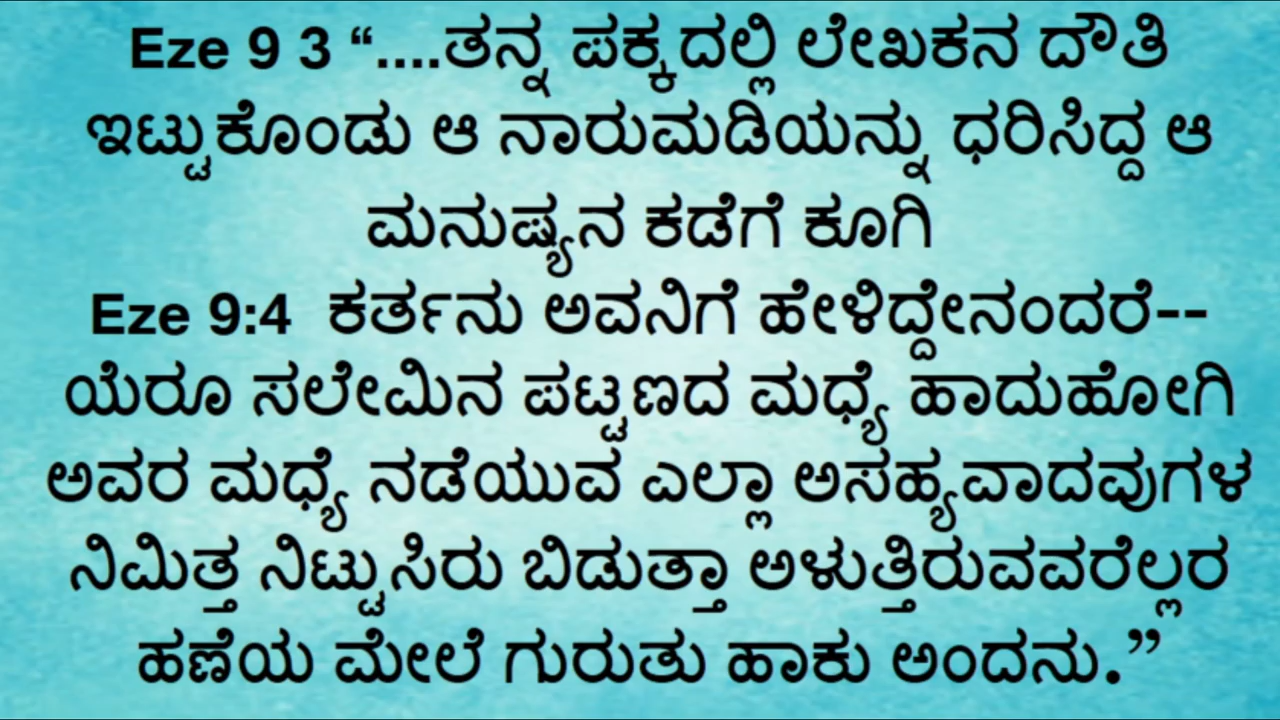 Eze 9 3 “....ತನ್ನ ಪಕ್ಕದಲ್ಲಿ ಲೇಖಕನ ದೌತಿ
ಇಟ್ಟುಕೊಂಡು ಆ ನಾರುಮಡಿಯನ್ನು ಧರಿಸಿದ್ದ ಆ
ಮನುಷ್ಯನ ಕಡೆಗೆ ಕೂಗಿ
Eze 9:4 ಕರ್ತನು ಅವನಿಗೆ ಹೇಳಿದ್ದೇನಂದರೆ--
ಯೆರೂ ಸಲೇಮಿನ ಪಟ್ಟಣದ ಮಧ್ಯೆ ಹಾದುಹೋಗಿ
ಅವರ ಮಧ್ಯೆ ನಡೆಯುವ ಎಲ್ಲಾ ಅಸಹ್ಯವಾದವುಗಳ
ನಿಮಿತ್ತ ನಿಟ್ಟುಸಿರು ಬಿಡುತ್ತಾ ಅಳುತ್ತಿರುವವರೆಲ್ಲರ
ಹಣೆಯ ಮೇಲೆ ಗುರುತು ಹಾಕು ಅಂದನು.”